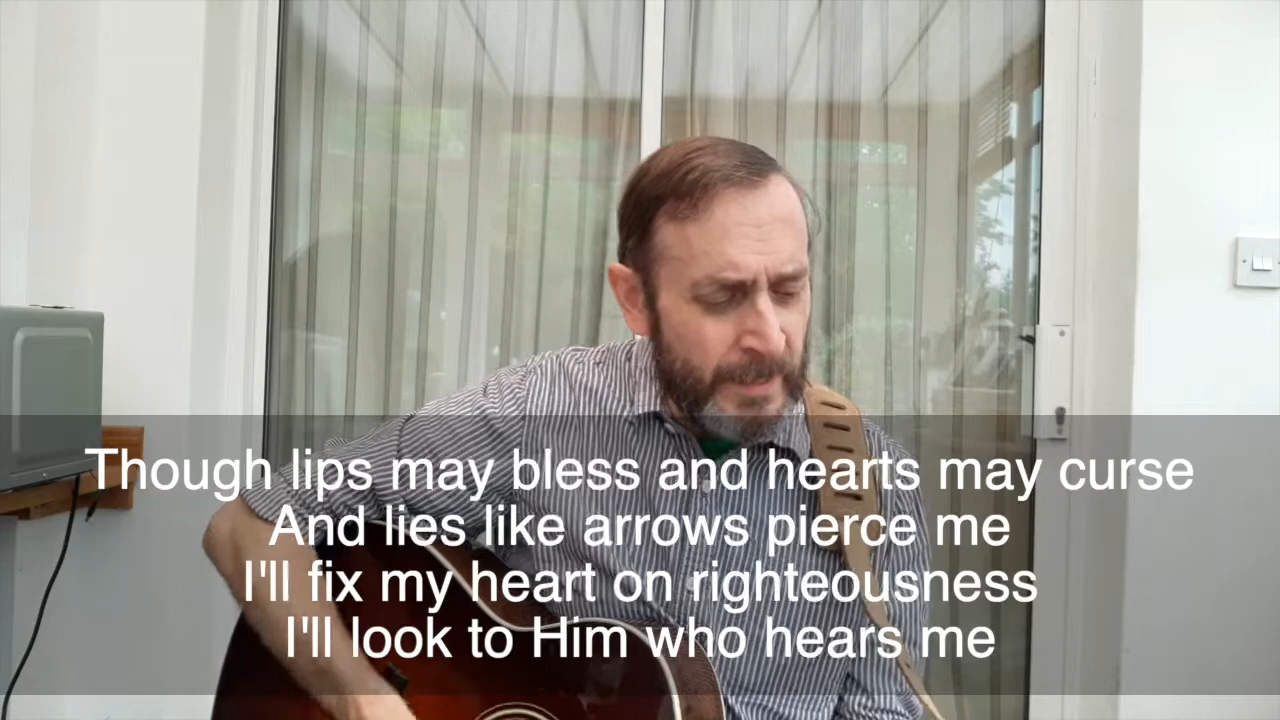 Though lips may bless and hearts may curse
And lies like arrows pierce me
I'll fix my heart on righteousness
I'll look to Him who hears me